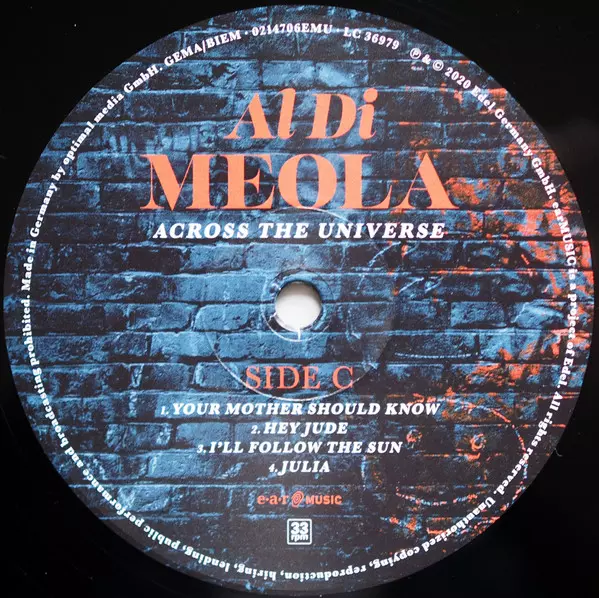 Al Di
MEOLA
ACROSS THE UNIVERSE
SIDE C
1. YOUR MOTHER SHOULD KNOW
2. HEY JUDE
3. I'LL FOLLOW THE SUN
4. JULIA
e·a·r MUSIC
33
rpm
℗ & © 2020 Edel Germany GmbH. earMUSIC is a project of Edel. All rights reserved. Unauthorized copying, reproduction, hiring, lending, public performance and broadcasting prohibited. Made in Germany by optimal media GmbH. GEMA/BIEM · 0214706EMU · LC 36979